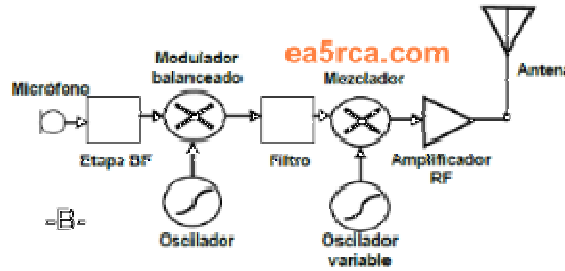 ea5rca.com
Modulador
balanceado
Mezclador
Antena
Micrófono
Etapa BF
Filtro
Amplificador
RF
-B-
Oscilador
Oscilador
variable